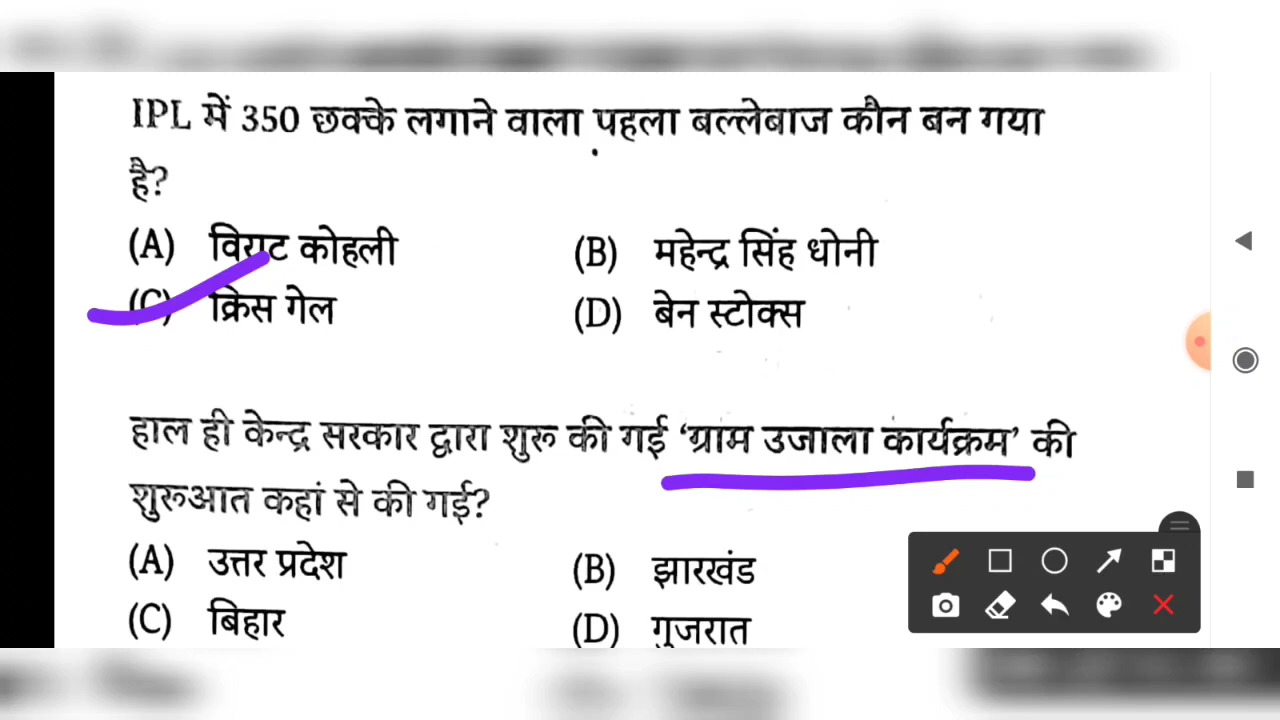 IPL में 350 छक्के लगाने वाला पहला बल्लेबाज कौन बन गया
है?
(A) विराट कोहली (B) महेन्द्र सिंह धोनी
(C) क्रिस गेल (D) बेन स्टोक्स
हाल ही केन्द्र सरकार द्वारा शुरू की गई ‘ग्राम उजाला कार्यक्रम’ की
शुरूआत कहां से की गई?
(A) उत्तर प्रदेश (B) झारखंड
(C) बिहार (D) गुजरात